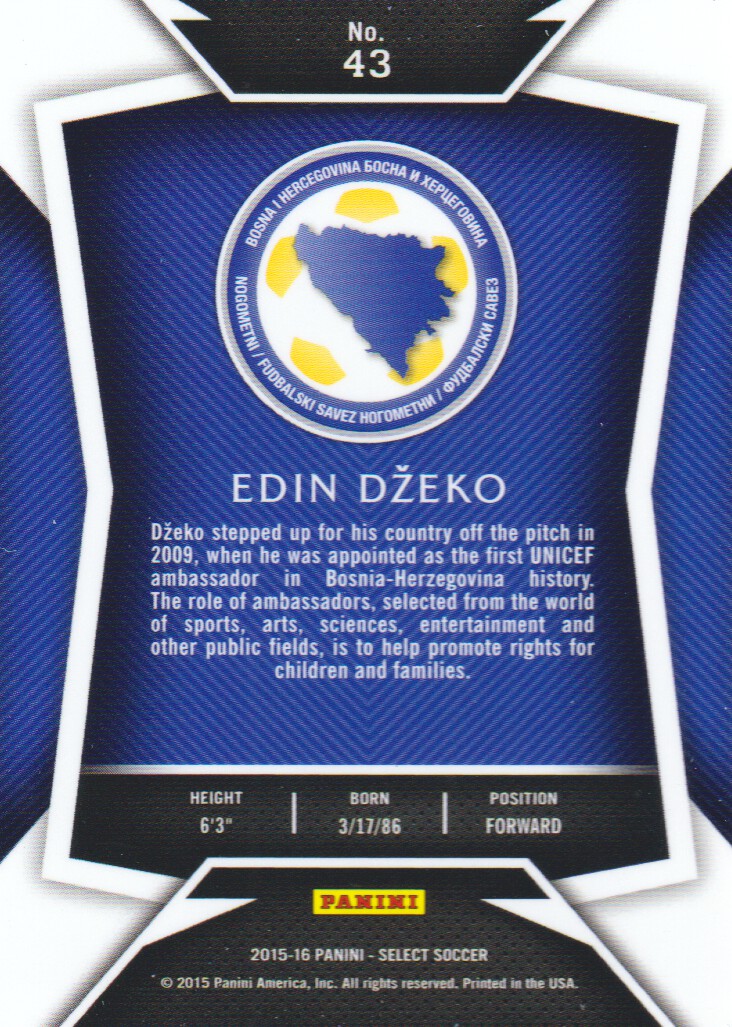 No.
43
BOSNA I HERCEGOVINA БОСНА И ХЕРЦЕГОВИНА
NOGOMETNI / FUDBALSKI SAVEZ НОГОМЕТНИ / ФУДБАЛСКИ САВЕЗ
EDIN DŽEKO
Džeko stepped up for his country off the pitch in
2009, when he was appointed as the first UNICEF
ambassador in Bosnia-Herzegovina history.
The role of ambassadors, selected from the world
of sports, arts, sciences, entertainment and
other public fields, is to help promote rights for
children and families.
HEIGHT BORN POSITION
6'3" 3/17/86 FORWARD
PANINI
2015-16 PANINI - SELECT SOCCER
© 2015 Panini America, Inc. All rights reserved. Printed in the USA.